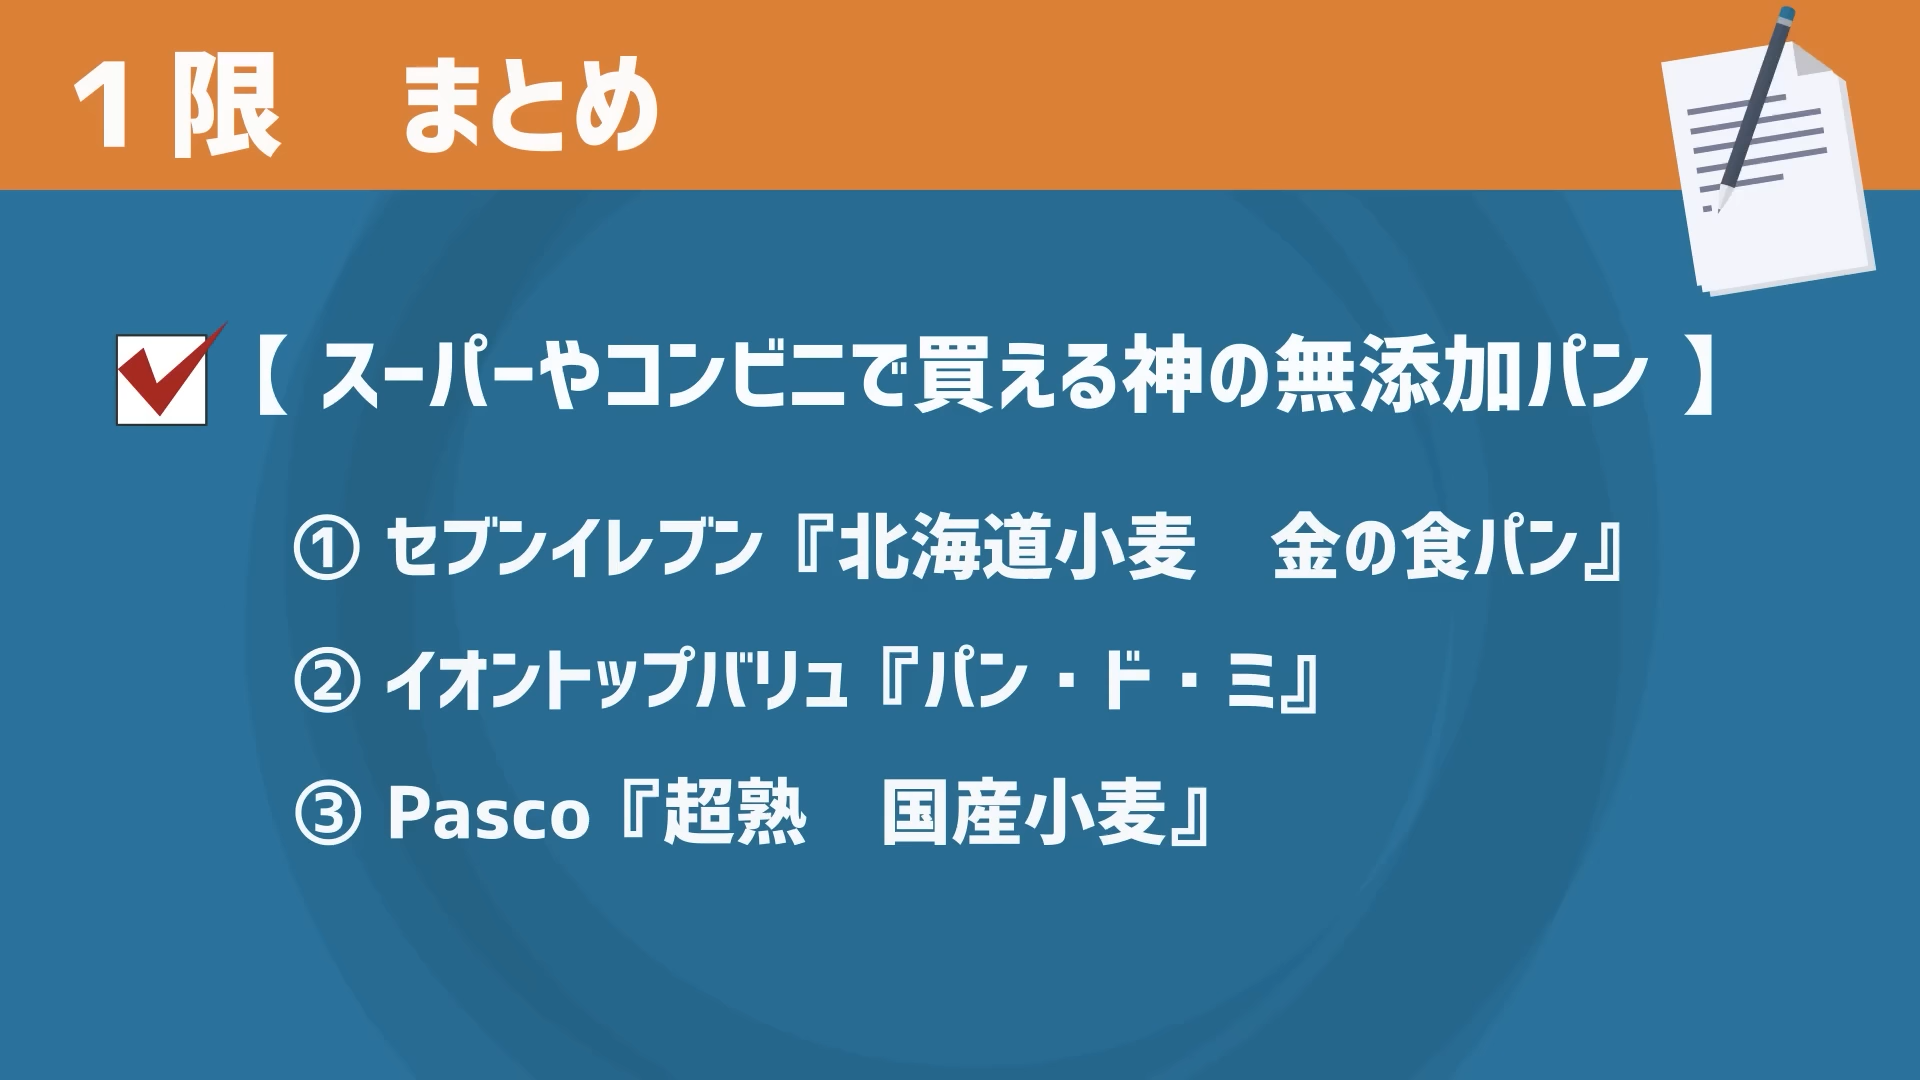 １限　まとめ
【 スーパーやコンビニで買える神の無添加パン 】
① セブンイレブン『北海道小麦　金の食パン』
② イオントップバリュ『パン・ド・ミ』
③ Pasco『超熟　国産小麦』